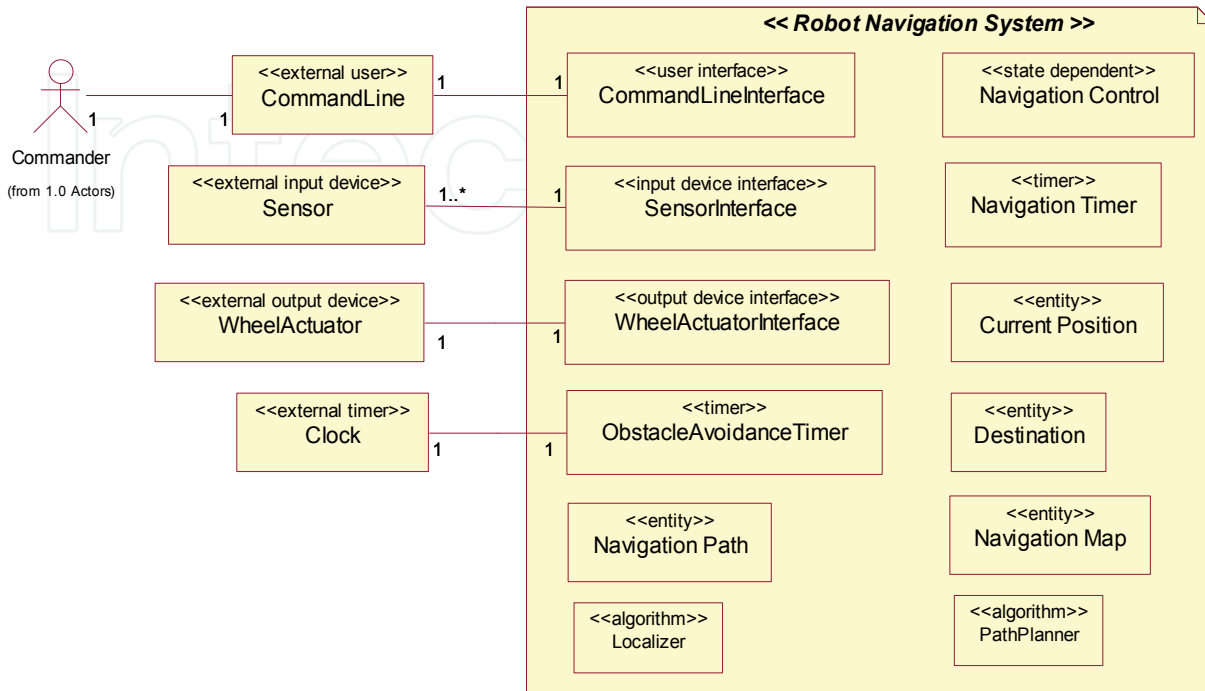 << Robot Navigation System >>
<<external user>>
CommandLine
1
1
1
1
<<user interface>>
CommandLineInterface
<<state dependent>>
Navigation Control
Commander
(from 1.0 Actors)
<<external input device>>
Sensor
1..*
1
<<input device interface>>
SensorInterface
<<timer>>
Navigation Timer
<<external output device>>
WheelActuator
1
1
<<output device interface>>
WheelActuatorInterface
<<entity>>
Current Position
<<external timer>>
Clock
1
1
<<timer>>
ObstacleAvoidanceTimer
<<entity>>
Destination
<<entity>>
Navigation Path
<<entity>>
Navigation Map
<<algorithm>>
Localizer
<<algorithm>>
PathPlanner
Intec